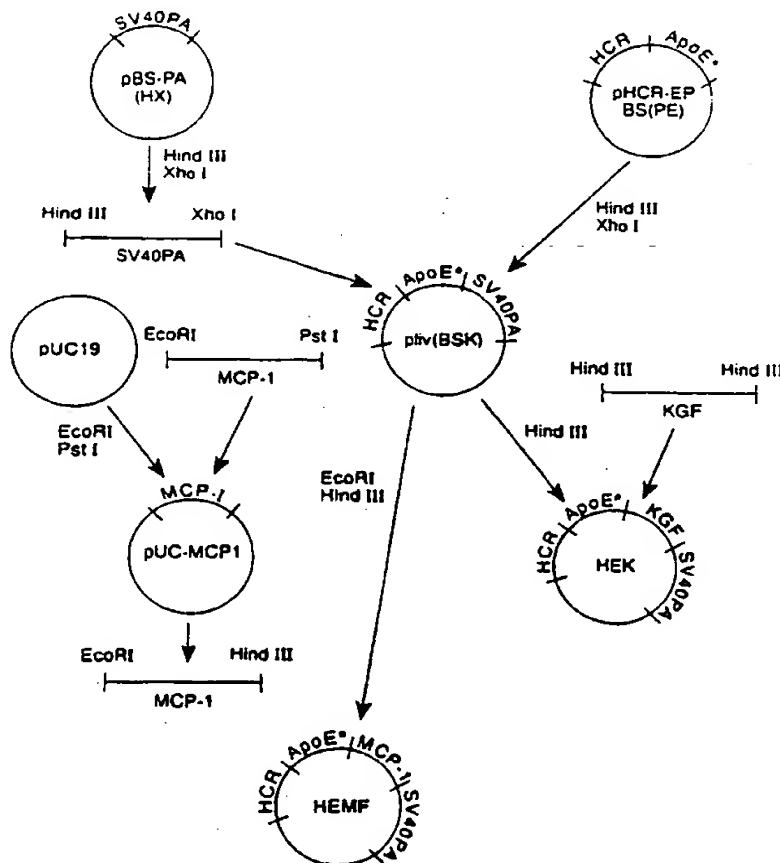 SV40PA
pBS-PA
(HX)
HCR
ApoE*
pHCR-EP
BS(PE)
Hind III
Xho I
Hind III
Xho I
Hind III
Xho I
SV40PA
HCR
ApoE*
SV40PA
pliv(BSK)
pUC19
EcoRI
Pst I
MCP-1
EcoRI
Pst I
Hind III
Hind III
KGF
Hind III
EcoRI
Hind III
MCP-I
pUC-MCP1
HCR
ApoE*
KGF
SV40PA
HEK
EcoRI
Hind III
MCP-1
HCR
ApoE*
MCP-1
SV40PA
HEMF